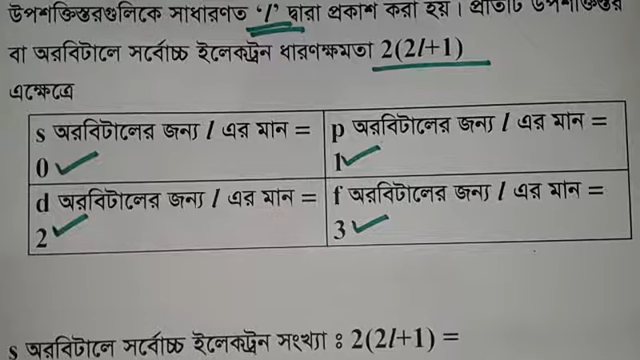 উপশক্তিস্তরগুলিকে সাধারণত ‘l’ দ্বারা প্রকাশ করা হয়। প্রতিটি উপশক্তিস্তর
বা অরবিটালে সর্বোচ্চ ইলেকট্রন ধারণক্ষমতা 2(2l+1)
এক্ষেত্রে
s অরবিটালের জন্য l এর মান =
0
p অরবিটালের জন্য l এর মান =
1
d অরবিটালের জন্য l এর মান =
2
f অরবিটালের জন্য l এর মান =
3
s অরবিটালে সর্বোচ্চ ইলেকট্রন সংখ্যা ঃ 2(2l+1) =